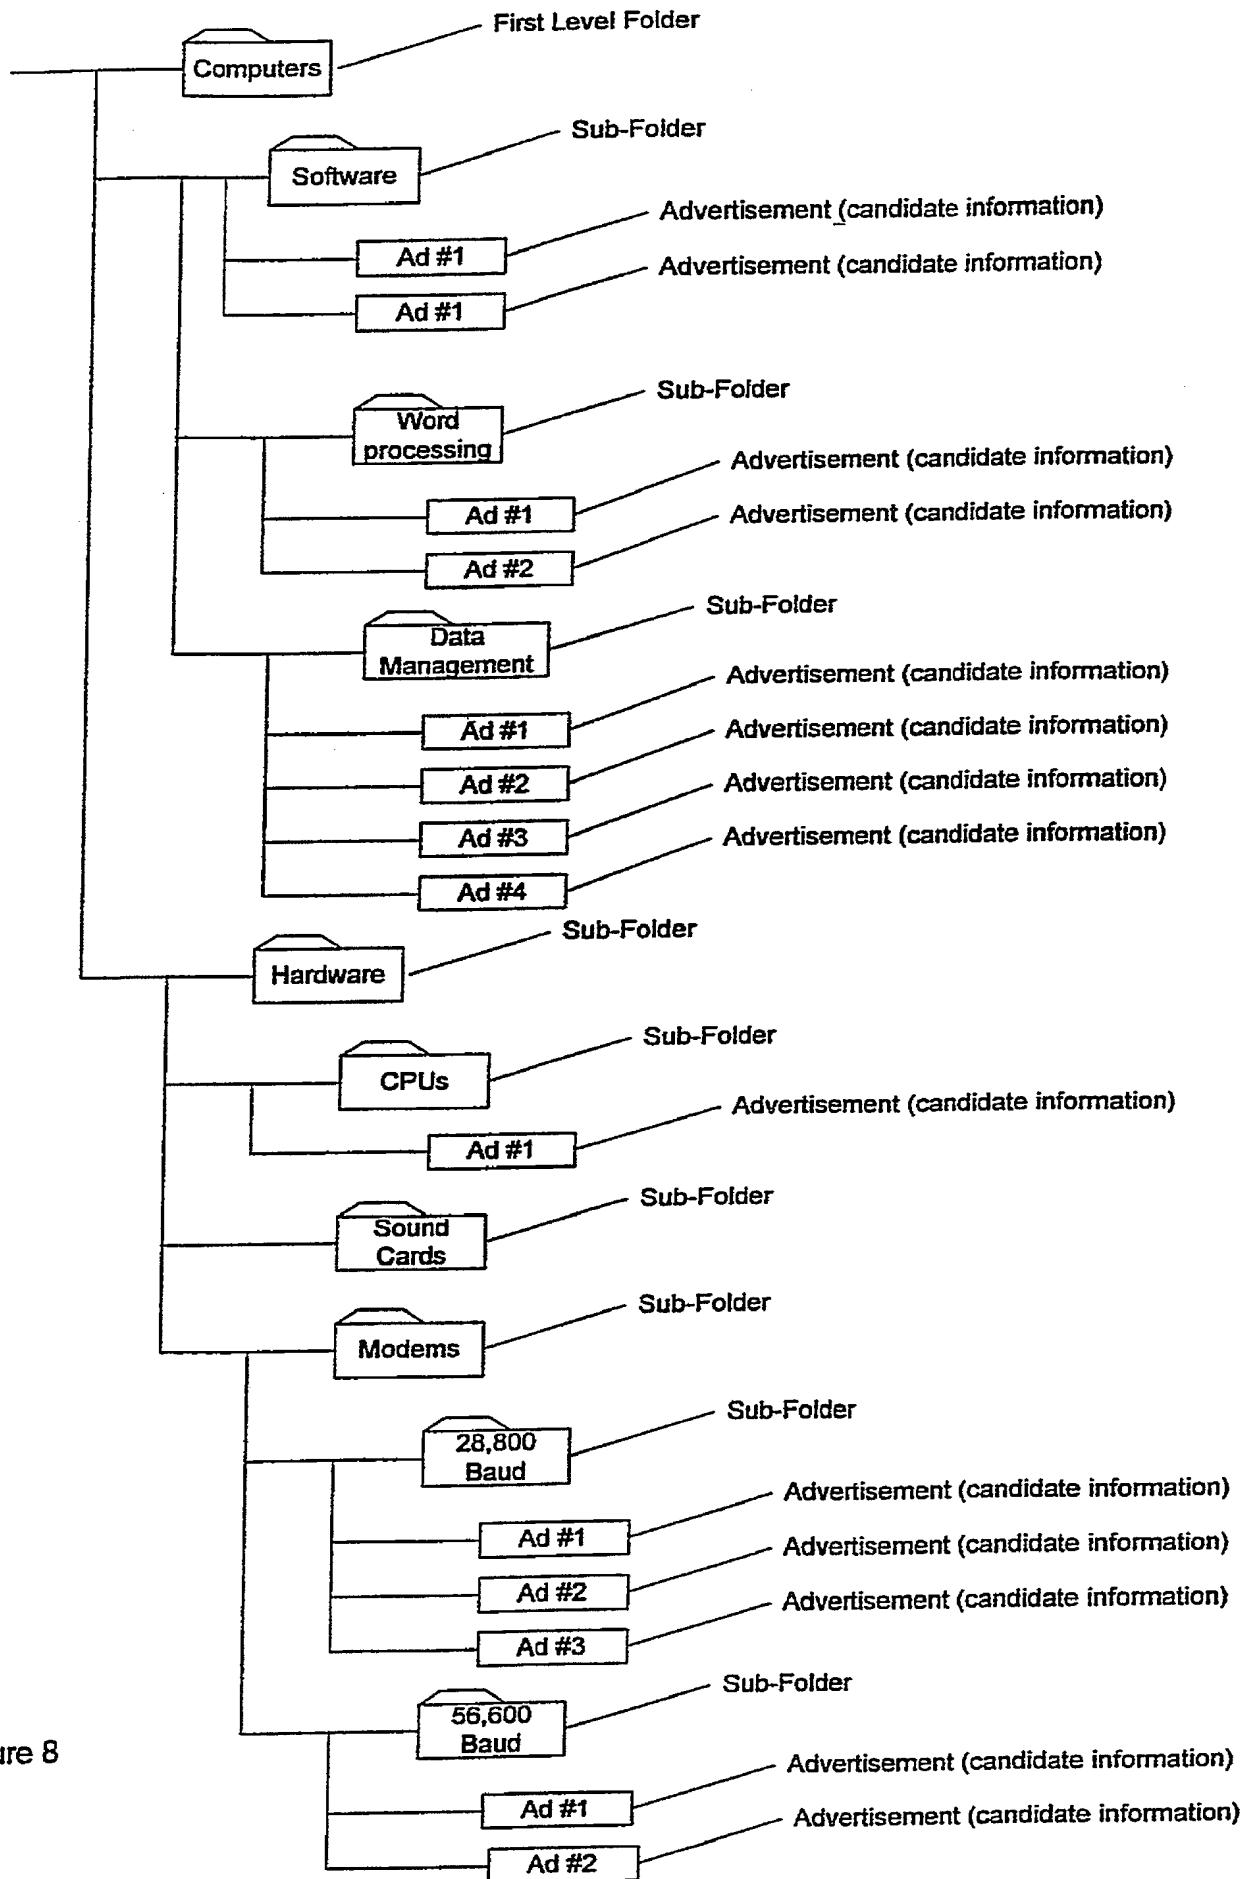 First Level Folder
Computers
Sub-Folder
Software
Advertisement (candidate information)
Ad #1
Advertisement (candidate information)
Ad #1
Sub-Folder
Word
processing
Advertisement (candidate information)
Ad #1
Advertisement (candidate information)
Ad #2
Sub-Folder
Data
Management
Advertisement (candidate information)
Ad #1
Advertisement (candidate information)
Ad #2
Advertisement (candidate information)
Ad #3
Advertisement (candidate information)
Ad #4
Sub-Folder
Hardware
Sub-Folder
CPUs
Advertisement (candidate information)
Ad #1
Sub-Folder
Sound
Cards
Sub-Folder
Modems
Sub-Folder
28,800
Baud
Advertisement (candidate information)
Ad #1
Advertisement (candidate information)
Ad #2
Advertisement (candidate information)
Ad #3
Sub-Folder
56,600
Baud
ure 8
Advertisement (candidate information)
Ad #1
Advertisement (candidate information)
Ad #2